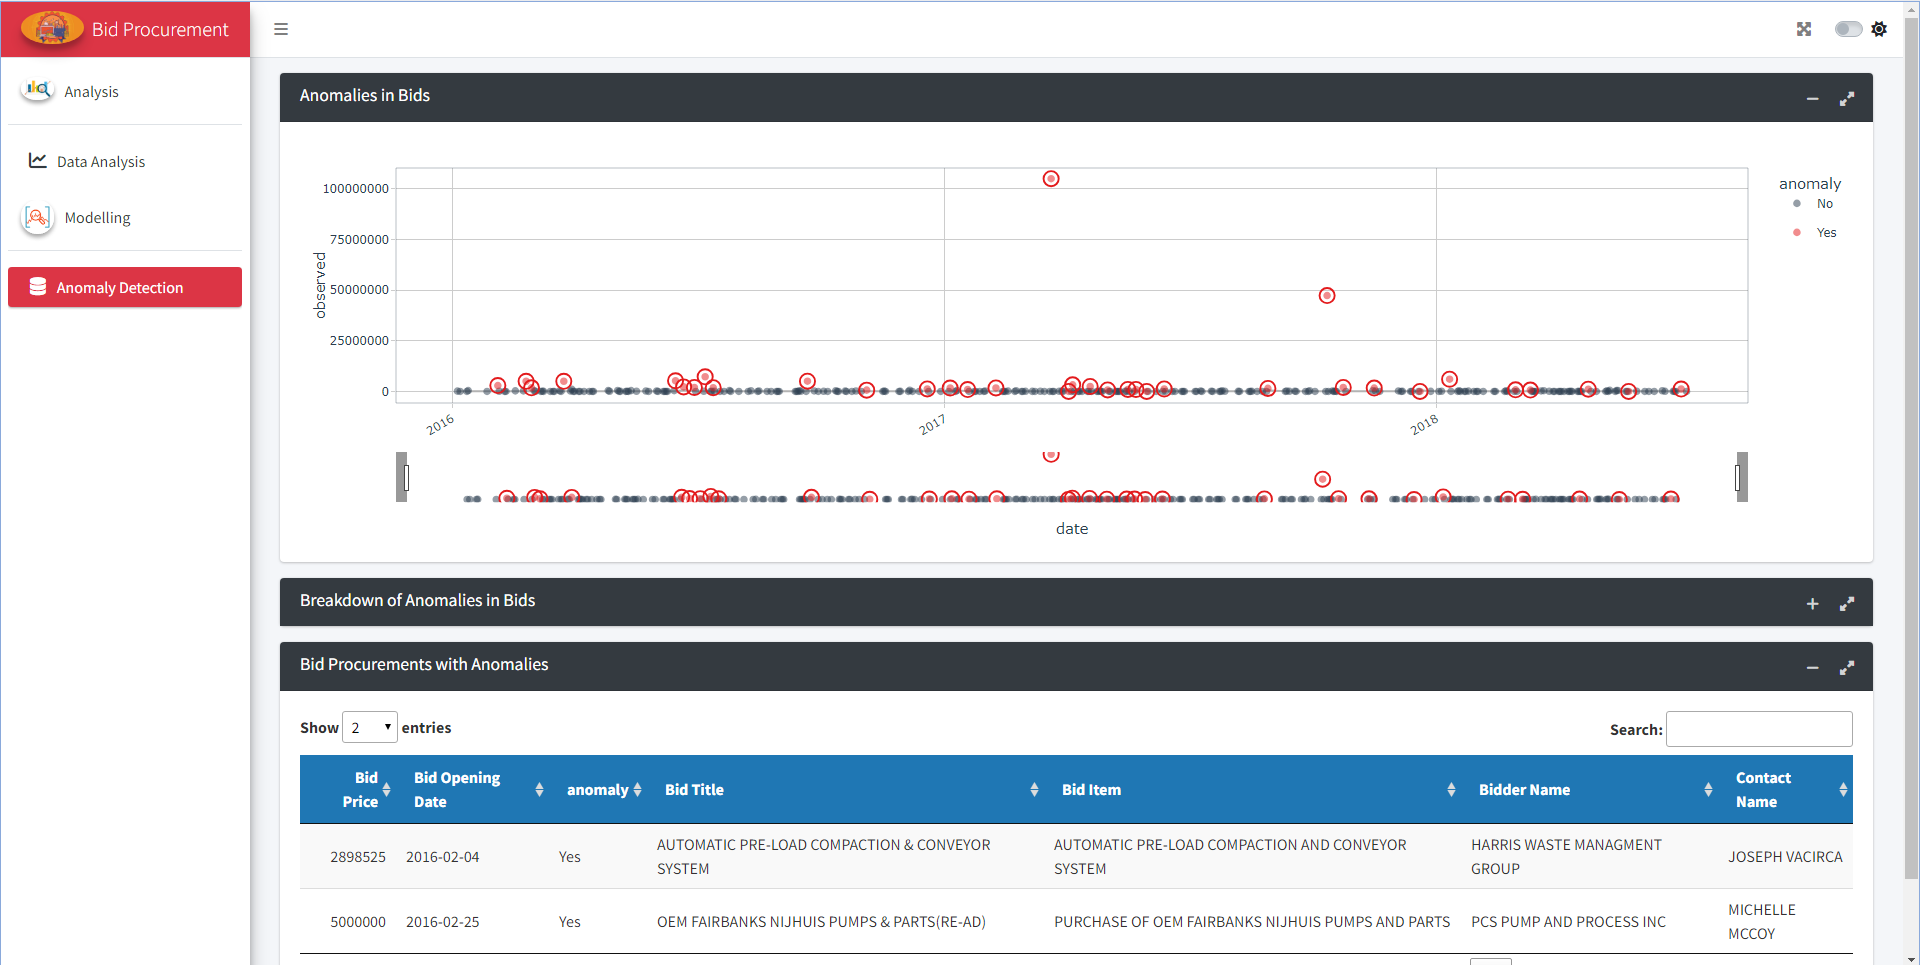 Bid Procurement
Analysis
Data Analysis
Modelling
Anomaly Detection
Anomalies in Bids
100000000
75000000
50000000
25000000
0
observed
2016
2017
2018
date
anomaly
No
Yes
Breakdown of Anomalies in Bids
Bid Procurements with Anomalies
Show 2 entries
Search:
Bid Price
Bid Opening Date
anomaly
Bid Title
Bid Item
Bidder Name
Contact Name
2898525
2016-02-04
Yes
AUTOMATIC PRE-LOAD COMPACTION & CONVEYOR
SYSTEM
AUTOMATIC PRE-LOAD COMPACTION AND CONVEYOR
SYSTEM
HARRIS WASTE MANAGMENT
GROUP
JOSEPH VACIRCA
5000000
2016-02-25
Yes
OEM FAIRBANKS NIJHUIS PUMPS & PARTS(RE-AD)
PURCHASE OF OEM FAIRBANKS NIJHUIS PUMPS AND PARTS
PCS PUMP AND PROCESS INC
MICHELLE
MCCOY